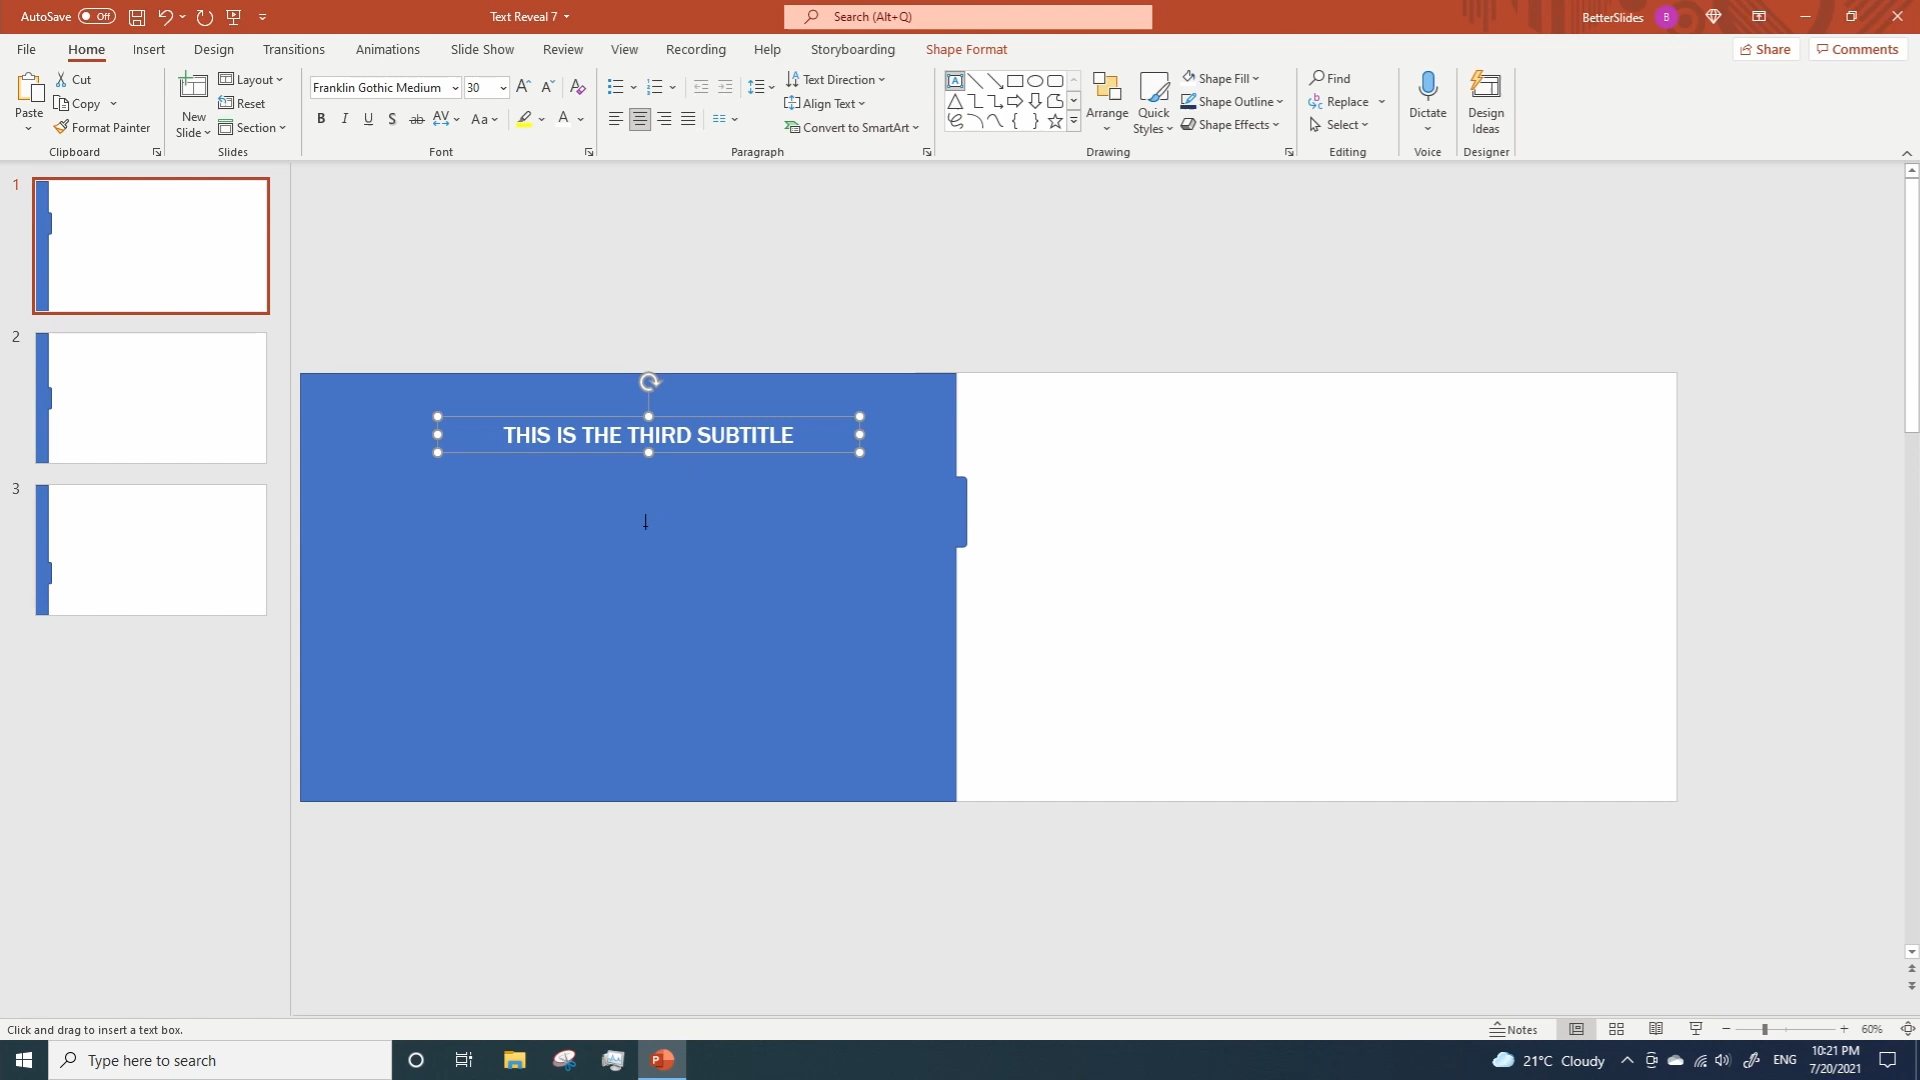 AutoSave Off Text Reveal 7 Search (Alt+Q) BetterSlides B
File Home Insert Design Transitions Animations Slide Show Review View Recording Help Storyboarding Shape Format Share Comments
Paste Cut Copy Format Painter
Clipboard
New Slide Layout Reset Section
Slides
Franklin Gothic Medium 30
B I U S ab AV Aa A
Font
Text Direction
Align Text
Convert to SmartArt
Paragraph
Arrange Quick Styles Shape Fill Shape Outline Shape Effects
Drawing
Find
Replace
Select
Editing
Dictate
Voice
Design Ideas
Designer
1
2
3
THIS IS THE THIRD SUBTITLE
Click and drag to insert a text box. Notes 60%
Type here to search 21°C Cloudy ENG 10:21 PM
7/20/2021